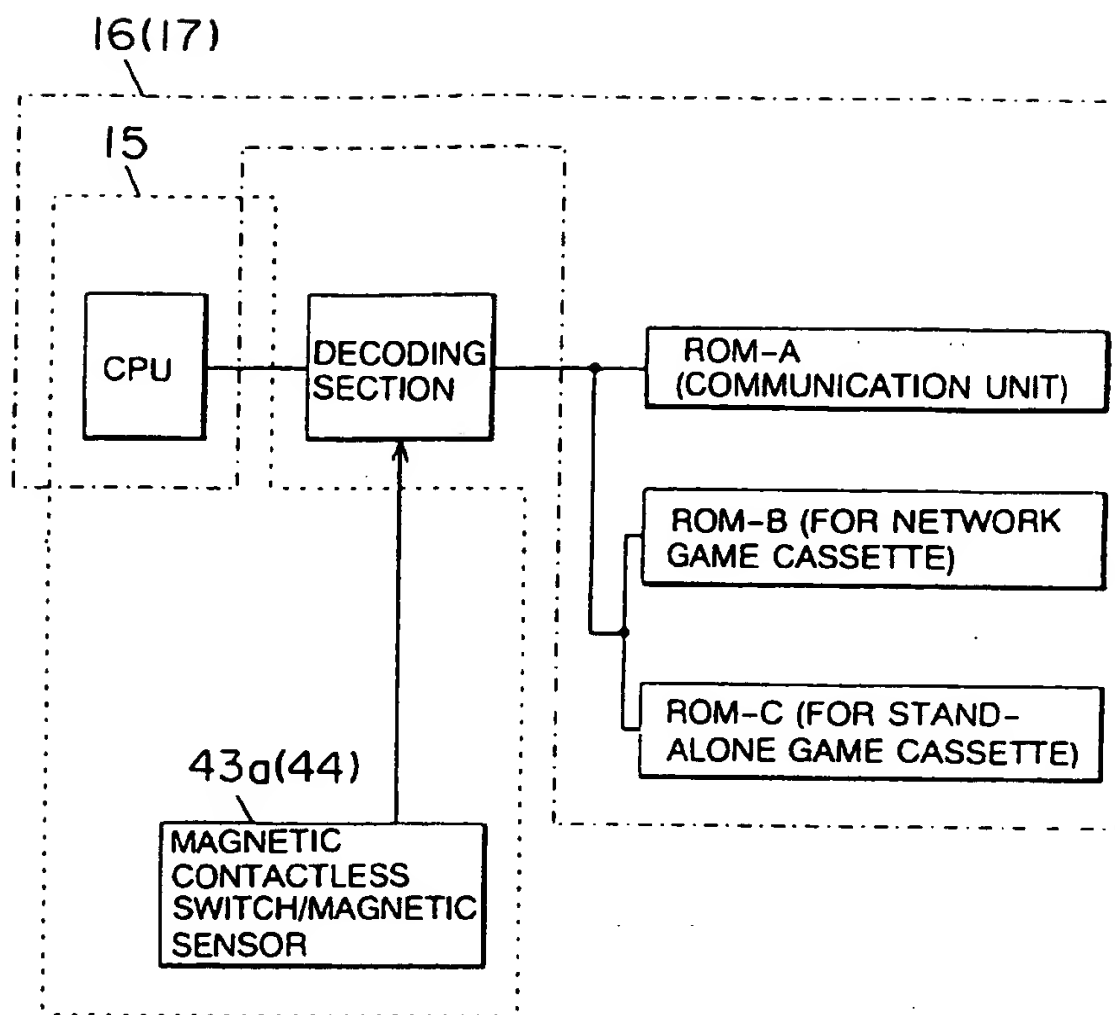 16(17)
15
CPU
DECODING
SECTION
ROM-A
(COMMUNICATION UNIT)
ROM-B (FOR NETWORK
GAME CASSETTE)
ROM-C (FOR STAND-
ALONE GAME CASSETTE)
43a(44)
MAGNETIC
CONTACTLESS
SWITCH/MAGNETIC
SENSOR